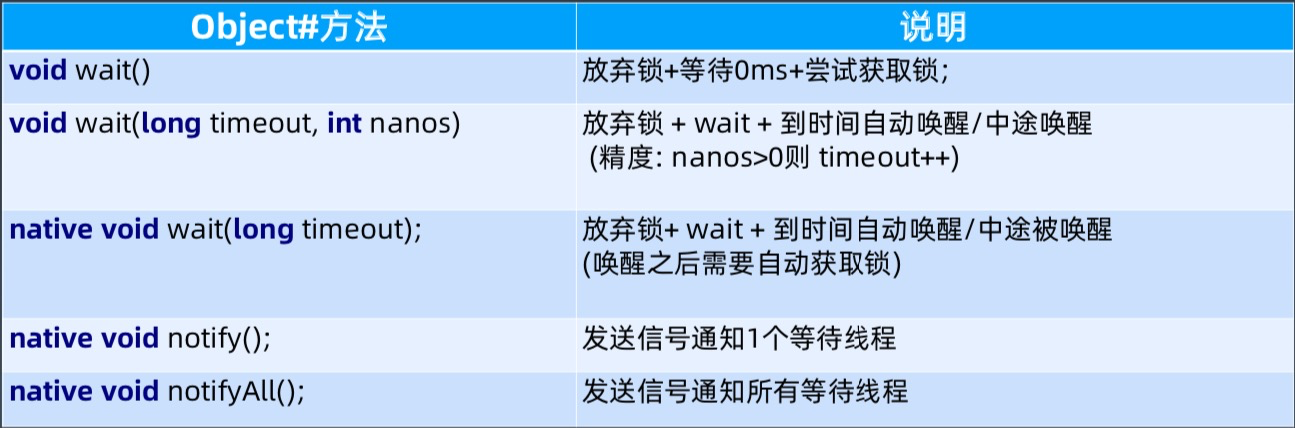 Object#方法
说明
void wait()
放弃锁+等待0ms+尝试获取锁;
void wait(long timeout, int nanos)
放弃锁 + wait + 到时间自动唤醒/中途唤醒
(精度: nanos>0则 timeout++)
native void wait(long timeout);
放弃锁+ wait + 到时间自动唤醒/中途被唤醒
(唤醒之后需要自动获取锁)
native void notify();
发送信号通知1个等待线程
native void notifyAll();
发送信号通知所有等待线程